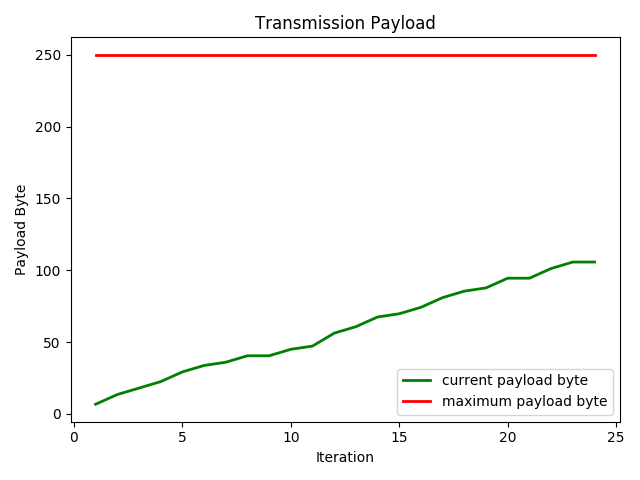 Transmission Payload
250
200
150
100
50
0
Payload Byte
current payload byte
maximum payload byte
0 5 10 15 20 25
Iteration